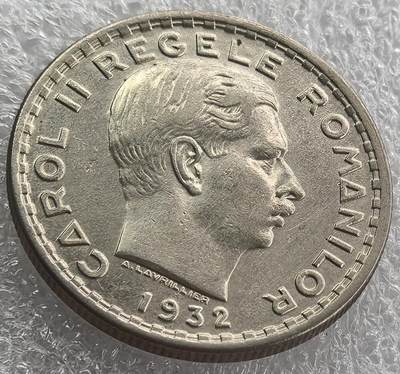 CAROL II REGELE ROMANILOR
A. LAVRILLIER
1932